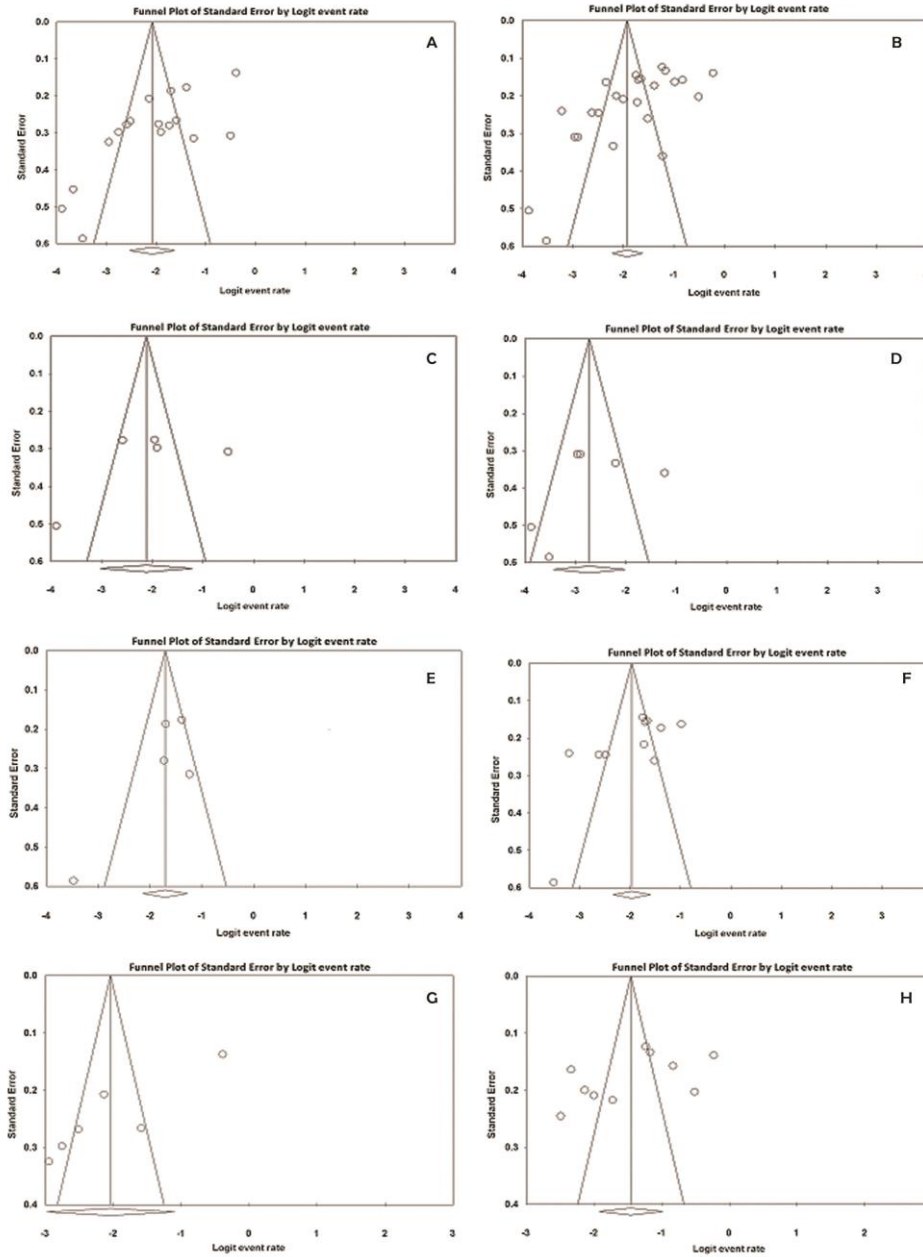 Funnel Plot of Standard Error by Logit event rate
A
Standard Error
0.0
0.1
0.2
0.3
0.4
0.5
0.6
-4 -3 -2 -1 0 1 2 3 4
Logit event rate
Funnel Plot of Standard Error by Logit event rate
B
Standard Error
0.0
0.1
0.2
0.3
0.4
0.5
0.6
-4 -3 -2 -1 0 1 2 3
Logit event rate
Funnel Plot of Standard Error by Logit event rate
C
Standard Error
0.0
0.1
0.2
0.3
0.4
0.5
0.6
-4 -3 -2 -1 0 1 2 3 4
Logit event rate
Funnel Plot of Standard Error by Logit event rate
D
Standard Error
0.0
0.1
0.2
0.3
0.4
0.5
0.6
-4 -3 -2 -1 0 1 2 3
Logit event rate
Funnel Plot of Standard Error by Logit event rate
E
Standard Error
0.0
0.1
0.2
0.3
0.4
0.5
0.6
-4 -3 -2 -1 0 1 2 3 4
Logit event rate
Funnel Plot of Standard Error by Logit event rate
F
Standard Error
0.0
0.1
0.2
0.3
0.4
0.5
0.6
-4 -3 -2 -1 0 1 2 3
Logit event rate
Funnel Plot of Standard Error by Logit event rate
G
Standard Error
0.0
0.1
0.2
0.3
0.4
-3 -2 -1 0 1 2 3
Logit event rate
Funnel Plot of Standard Error by Logit event rate
H
Standard Error
0.0
0.1
0.2
0.3
0.4
-3 -2 -1 0 1 2
Logit event rate